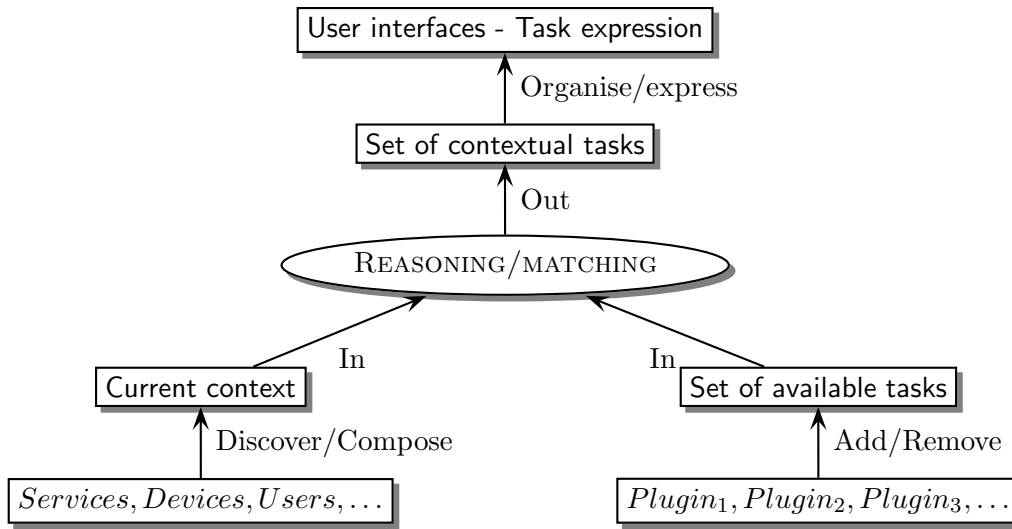 User interfaces - Task expression
Organise/express
Set of contextual tasks
Out
REASONING/MATCHING
In
In
Current context
Set of available tasks
Discover/Compose
Add/Remove
Services, Devices, Users, ...
Plugin₁, Plugin₂, Plugin₃, ...